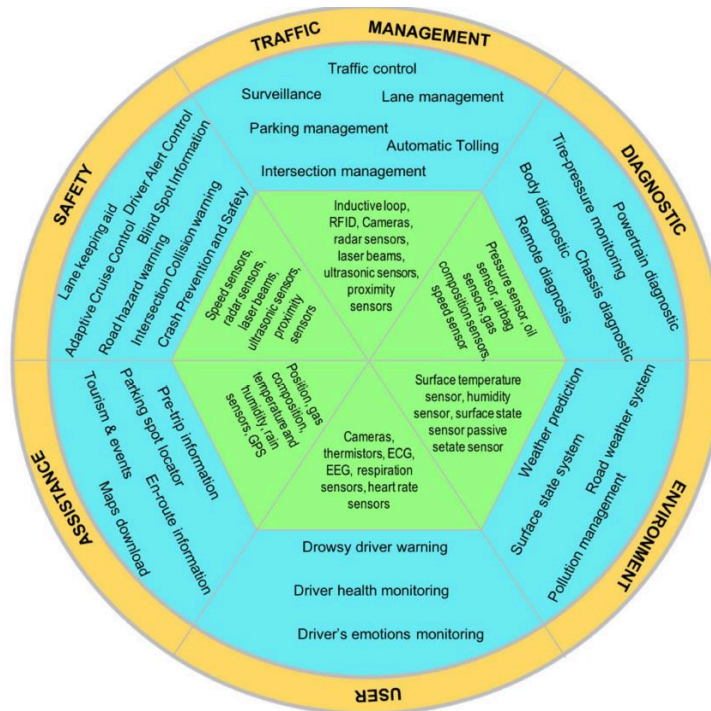 TRAFFIC MANAGEMENT
Traffic control
Surveillance
Lane management
Parking management
Automatic Tolling
Intersection management
Inductive loop,
RFID, Cameras,
radar sensors,
laser beams,
ultrasonic sensors,
proximity
sensors
DIAGNOSTIC
Powertrain diagnostic
Tire-pressure monitoring
Chassis diagnostic
Body diagnostic
Remote diagnosis
Pressure sensor, oil
sensor, airbag
sensors, gas
composition sensors,
speed sensor
ENVIRONMENT
Weather prediction
Road weather system
Surface state system
Pollution management
Surface temperature
sensor, humidity
sensor, surface state
sensor passive
setate sensor
USER
Drowsy driver warning
Driver health monitoring
Driver's emotions monitoring
Cameras,
thermistors, ECG,
EEG, respiration
sensors, heart rate
sensors
ASSISTANCE
Pre-trip information
Parking spot locator
Tourism & events
En-route information
Maps download
Position, gas
composition,
temperature and
humidity, rain
sensors, GPS
SAFETY
Lane keeping aid
Driver Alert Control
Adaptive Cruise Control
Blind Spot Information
Road hazard warning
Intersection Collision warning
Crash Prevention and Safety
Speed sensors,
radar sensors,
laser beams,
ultrasonic sensors,
proximity
sensors